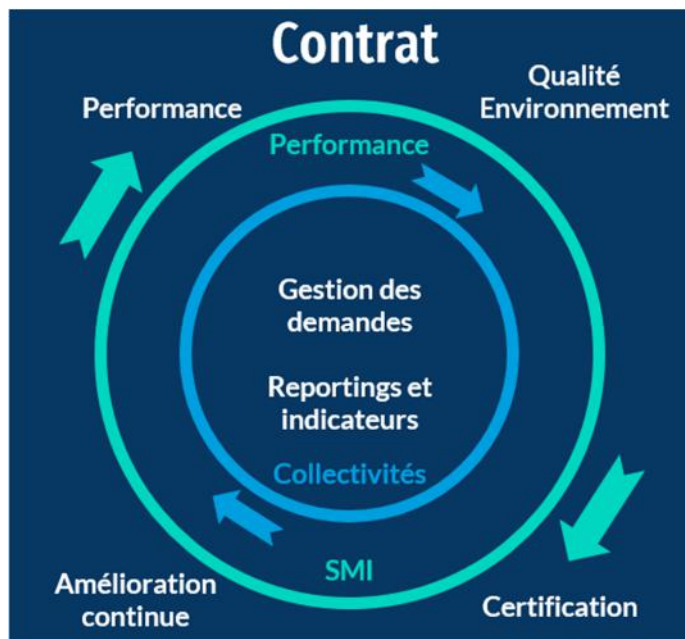 Contrat
Performance
Qualité
Environnement
Performance
Gestion des
demandes
Reportings et
indicateurs
Collectivités
SMI
Amélioration
continue
Certification